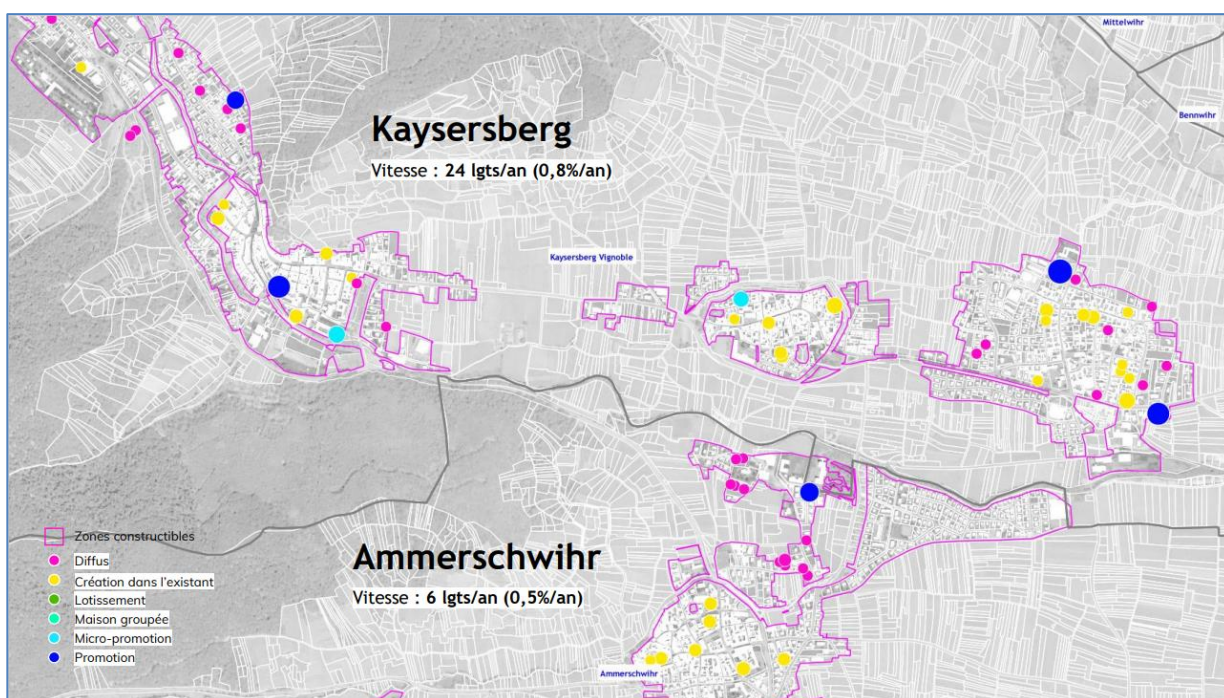 Mittelwihr
Bennwihr
Kaysersberg
Vitesse : 24 lgts/an (0,8%/an)
Kaysersberg Vignoble
Ammerschwihr
Vitesse : 6 lgts/an (0,5%/an)
Zones constructibles
Diffus
Création dans l'existant
Lotissement
Maison groupée
Micro-promotion
Promotion
Ammerschwihr